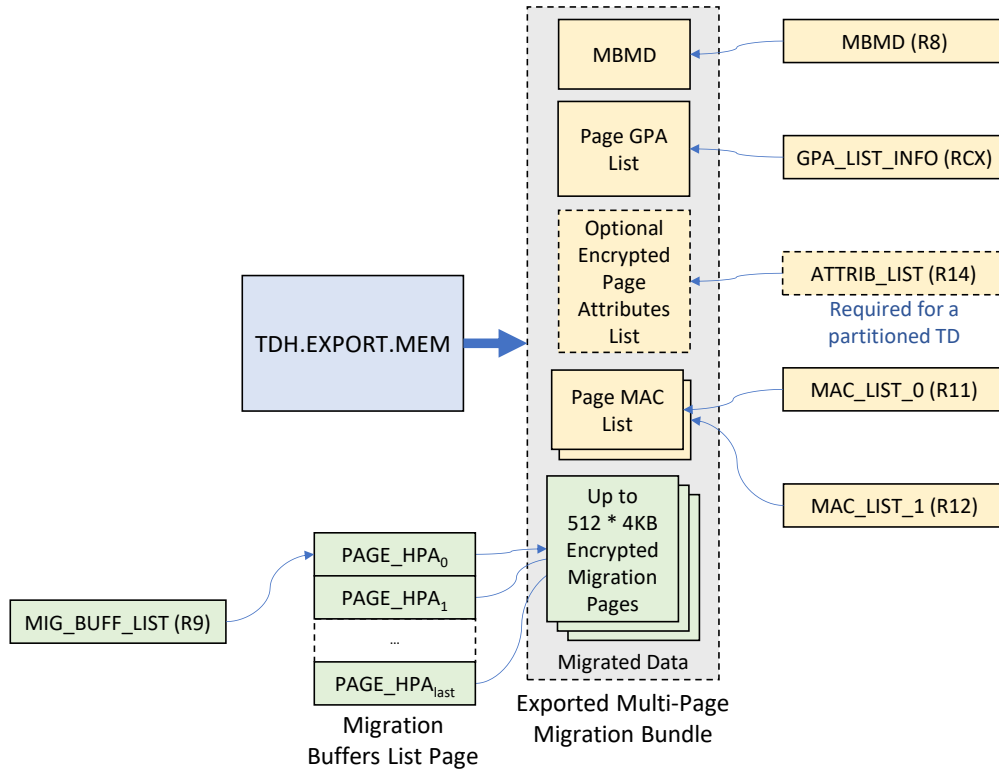 MBMD
MBMD (R8)
Page GPA
List
GPA_LIST_INFO (RCX)
Optional
Encrypted
Page
Attributes
List
ATTRIB_LIST (R14)
Required for a
partitioned TD
TDH.EXPORT.MEM
Page MAC
List
MAC_LIST_0 (R11)
MAC_LIST_1 (R12)
Up to
512 * 4KB
Encrypted
Migration
Pages
PAGE_HPA0
PAGE_HPA1
...
PAGE_HPAlast
MIG_BUFF_LIST (R9)
Migrated Data
Exported Multi-Page
Migration Bundle
Migration
Buffers List Page